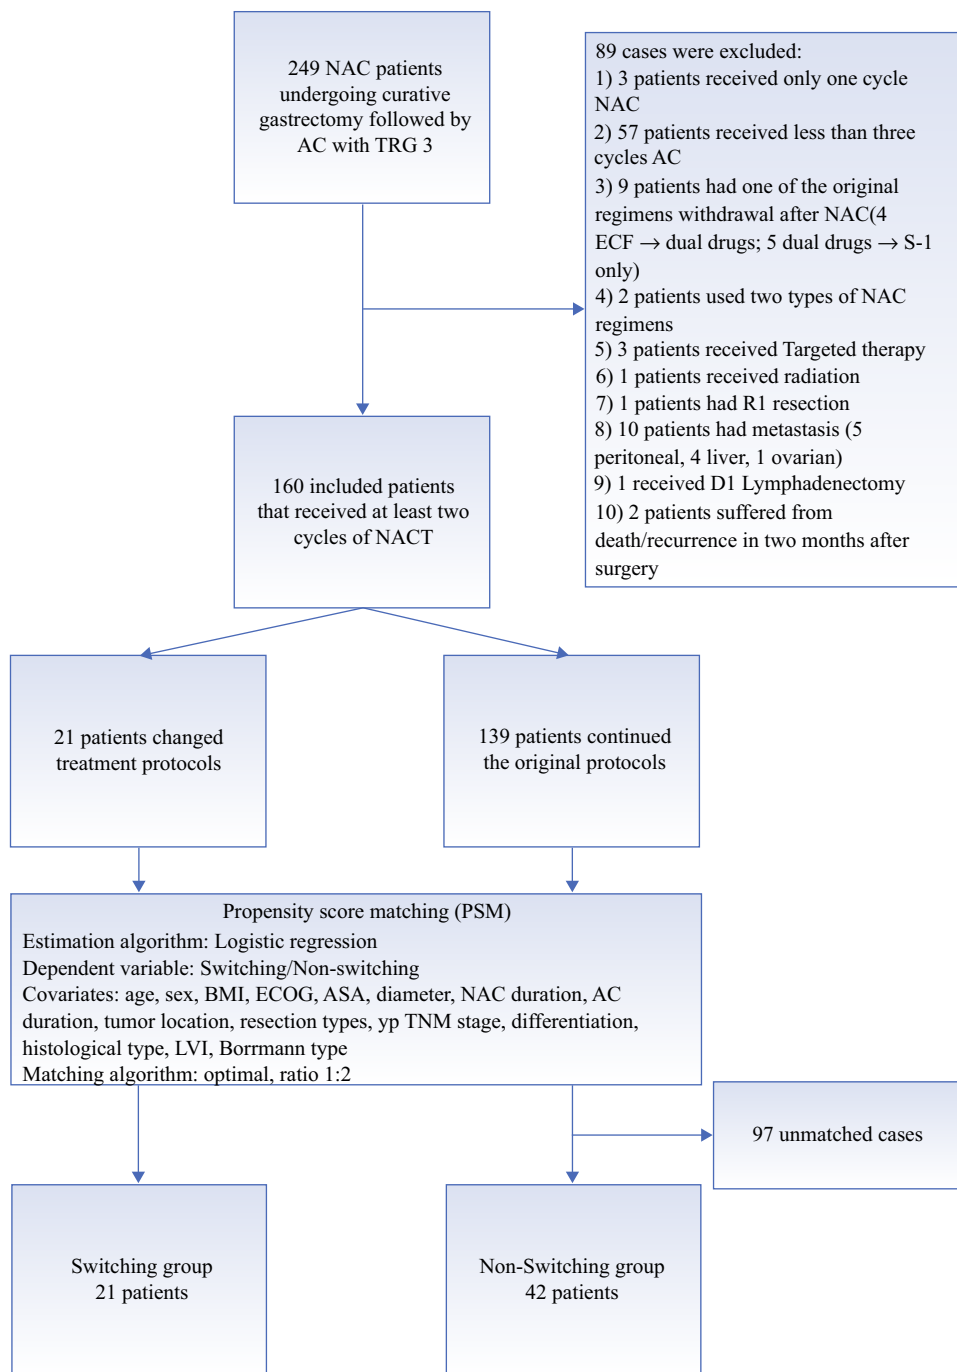 249 NAC patients
undergoing curative
gastrectomy followed by
AC with TRG 3
89 cases were excluded:
1) 3 patients received only one cycle
NAC
2) 57 patients received less than three
cycles AC
3) 9 patients had one of the original
regimens withdrawal after NAC(4
ECF → dual drugs; 5 dual drugs → S-1
only)
4) 2 patients used two types of NAC
regimens
5) 3 patients received Targeted therapy
6) 1 patients received radiation
7) 1 patients had R1 resection
8) 10 patients had metastasis (5
peritoneal, 4 liver, 1 ovarian)
9) 1 received D1 Lymphadenectomy
10) 2 patients suffered from
death/recurrence in two months after
surgery
160 included patients
that received at least two
cycles of NACT
21 patients changed
treatment protocols
139 patients continued
the original protocols
Propensity score matching (PSM)
Estimation algorithm: Logistic regression
Dependent variable: Switching/Non-switching
Covariates: age, sex, BMI, ECOG, ASA, diameter, NAC duration, AC
duration, tumor location, resection types, yp TNM stage, differentiation,
histological type, LVI, Borrmann type
Matching algorithm: optimal, ratio 1:2
97 unmatched cases
Switching group
21 patients
Non-Switching group
42 patients